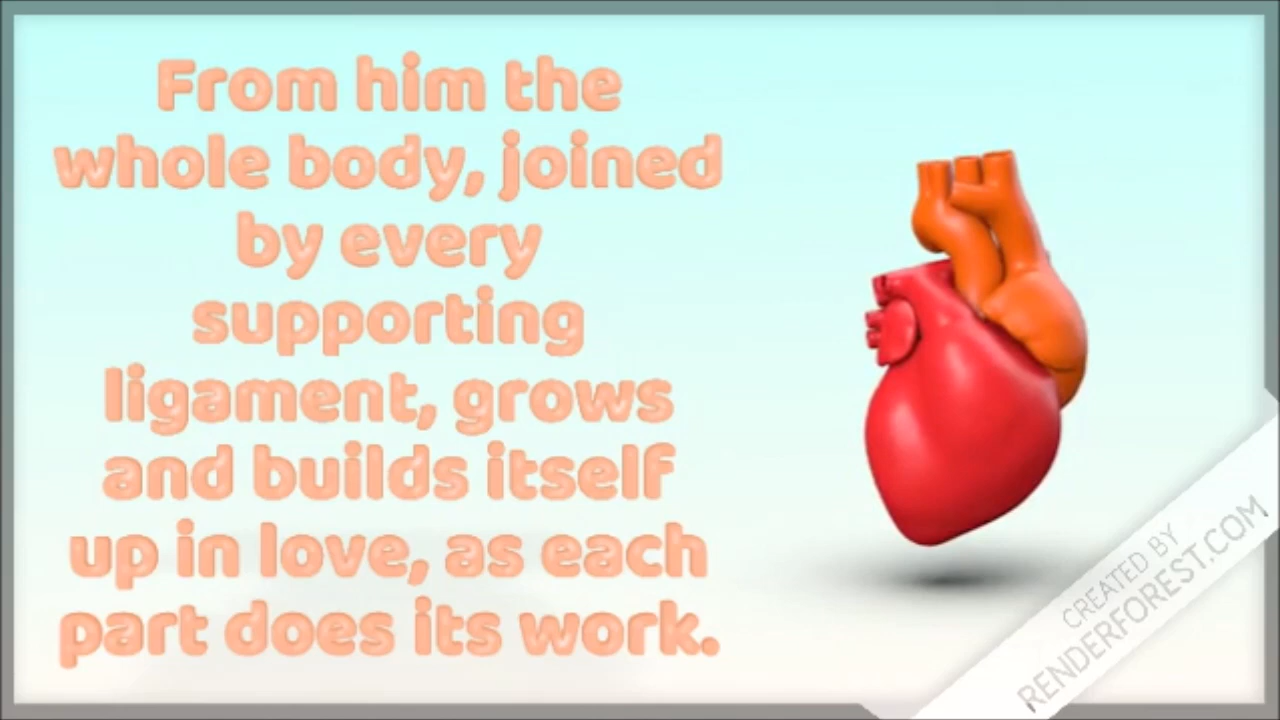 From him the
whole body, joined
by every
supporting
ligament, grows
and builds itself
up in love, as each
part does its work.
CREATED BY
RENDERFOREST.COM